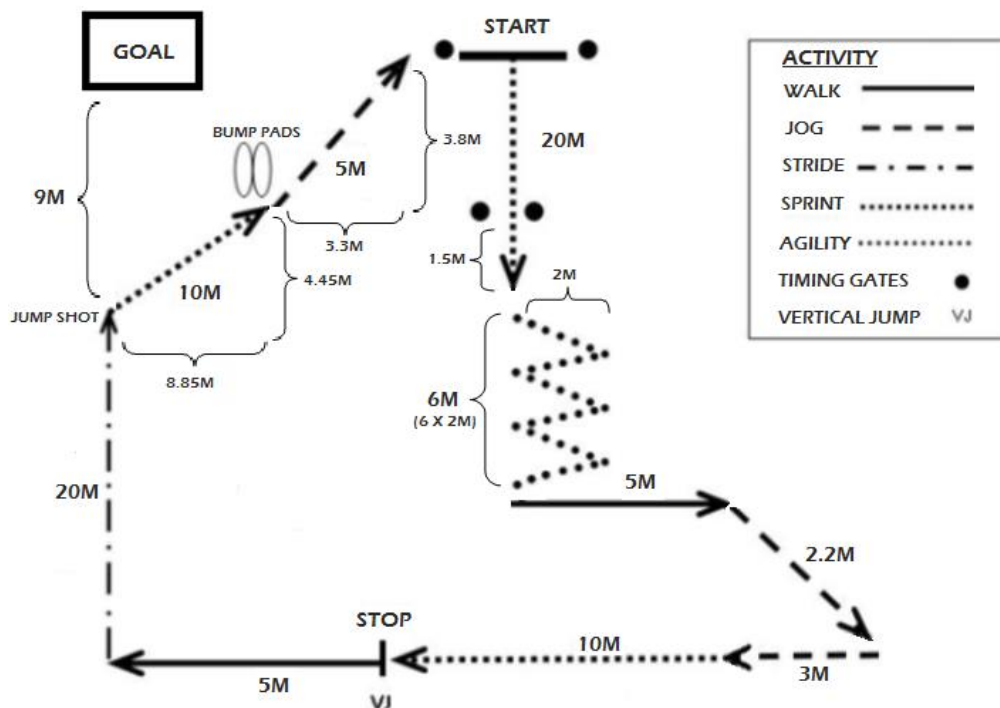 START
GOAL
ACTIVITY
WALK
JOG
STRIDE
SPRINT
AGILITY
TIMING GATES
VERTICAL JUMP VJ
BUMP PADS
3.8M
20M
5M
9M
3.3M
1.5M
4.45M
2M
10M
JUMP SHOT
8.85M
6M
(6 X 2M)
5M
20M
2.2M
STOP
10M
3M
5M
VJ